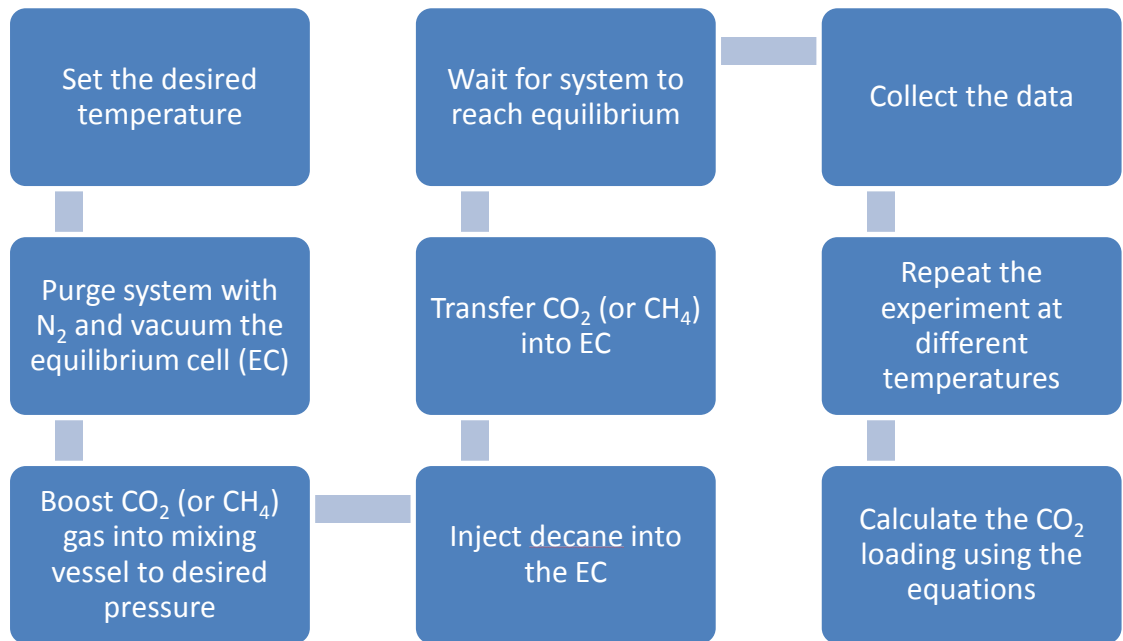 Set the desired
temperature
Purge system with
N₂ and vacuum the
equilibrium cell (EC)
Boost CO₂ (or CH₄)
gas into mixing
vessel to desired
pressure
Inject decane into
the EC
Transfer CO₂ (or CH₄)
into EC
Wait for system to
reach equilibrium
Collect the data
Repeat the
experiment at
different
temperatures
Calculate the CO₂
loading using the
equations